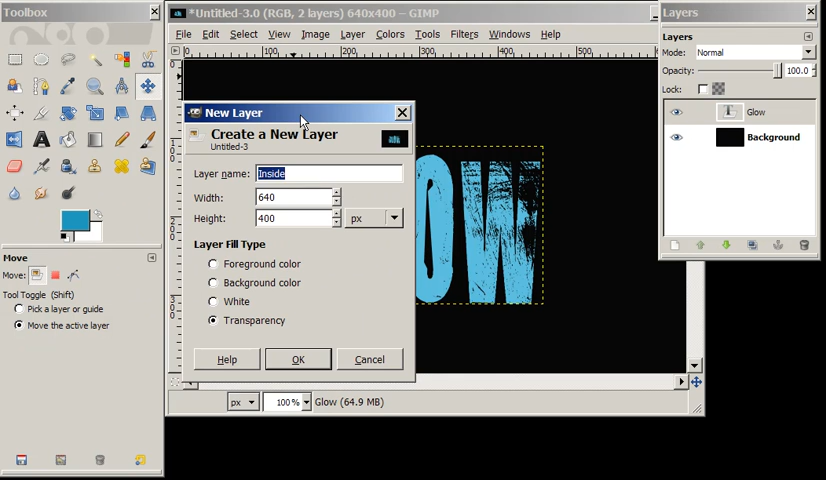 Toolbox
*Untitled-3.0 (RGB, 2 layers) 640x400 – GIMP
File Edit Select View Image Layer Colors Tools Filters Windows Help
Layers
Mode: Normal
Opacity: 100.0
Lock:
Glow
Background
0 100 300 400 500
New Layer
Create a New Layer
Untitled-3
Layer name: Inside
Width: 640
Height: 400 px
Layer Fill Type
Foreground color
Background color
White
Transparency
Help OK Cancel
OW
Move
Move:
Tool Toggle (Shift)
Pick a layer or guide
Move the active layer
px 100% Glow (64.9 MB)